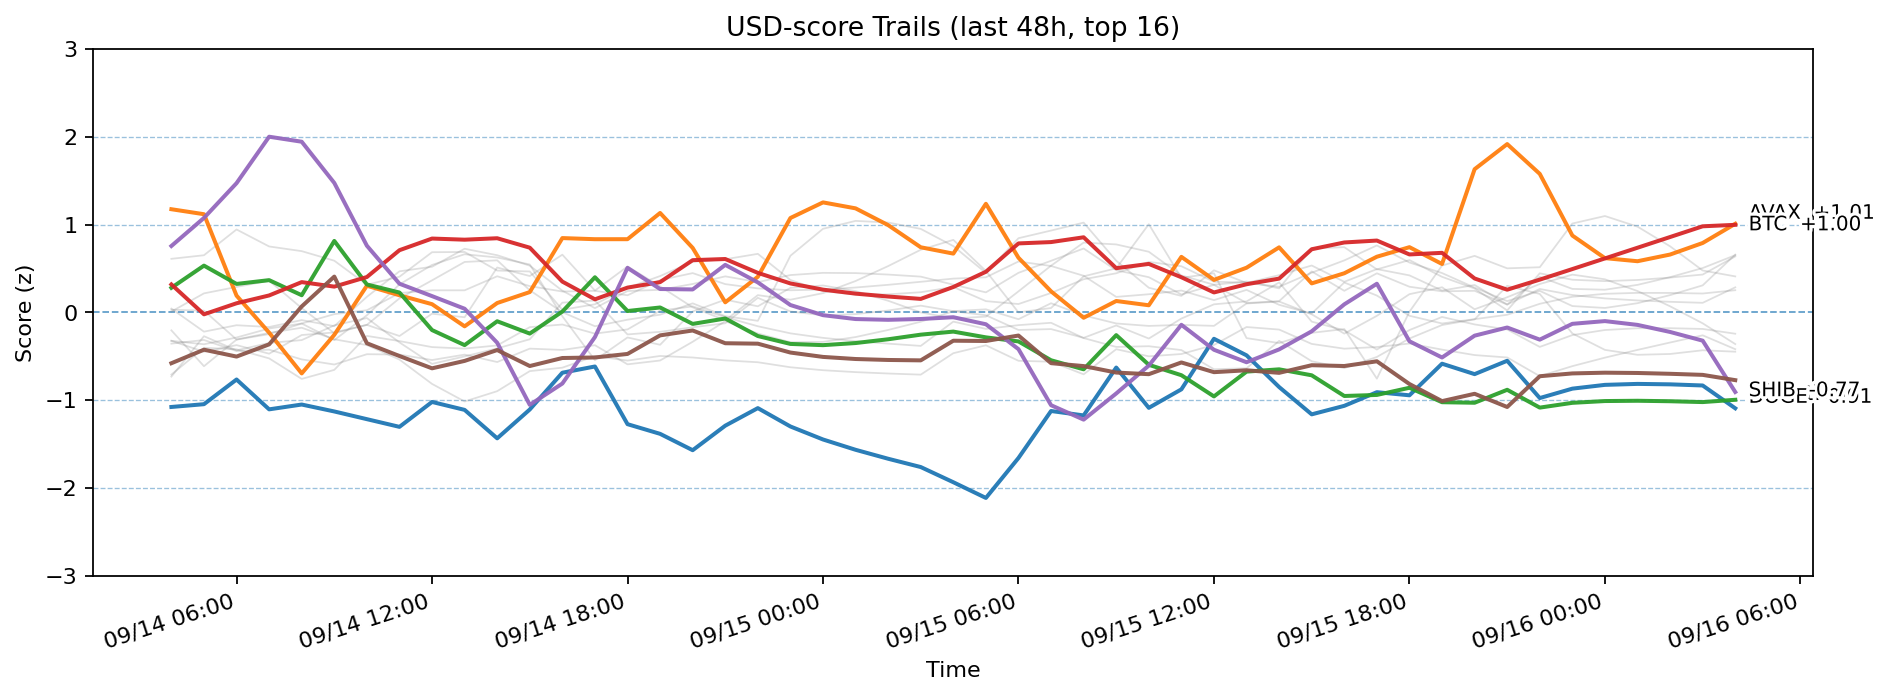 USD-score Trails (last 48h, top 16)
3
2
1
0
−1
−2
−3
Score (z)
AVAX +1.01
BTC +1.00
SHIB -0.77
09/14 06:00
09/14 12:00
09/14 18:00
09/15 00:00
09/15 06:00
09/15 12:00
09/15 18:00
09/16 00:00
09/16 06:00
Time